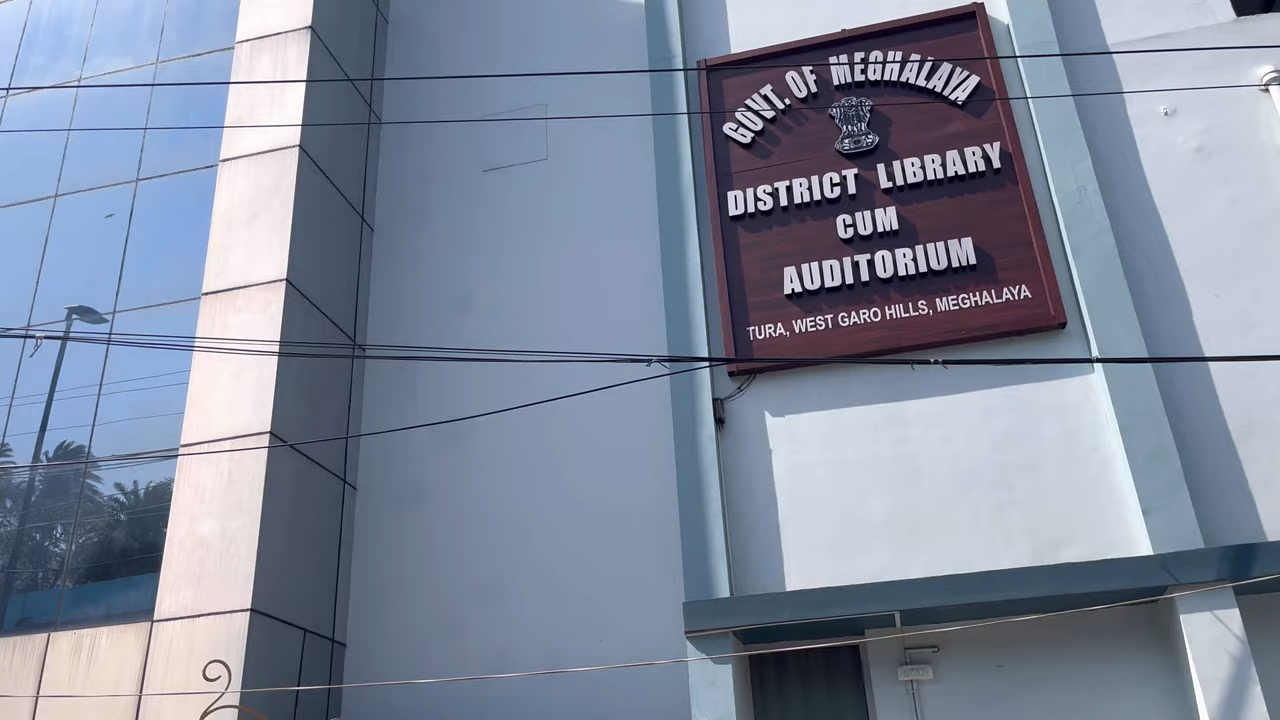 GOVT. OF MEGHALAYA
DISTRICT LIBRARY
CUM
AUDITORIUM
TURA, WEST GARO HILLS, MEGHALAYA